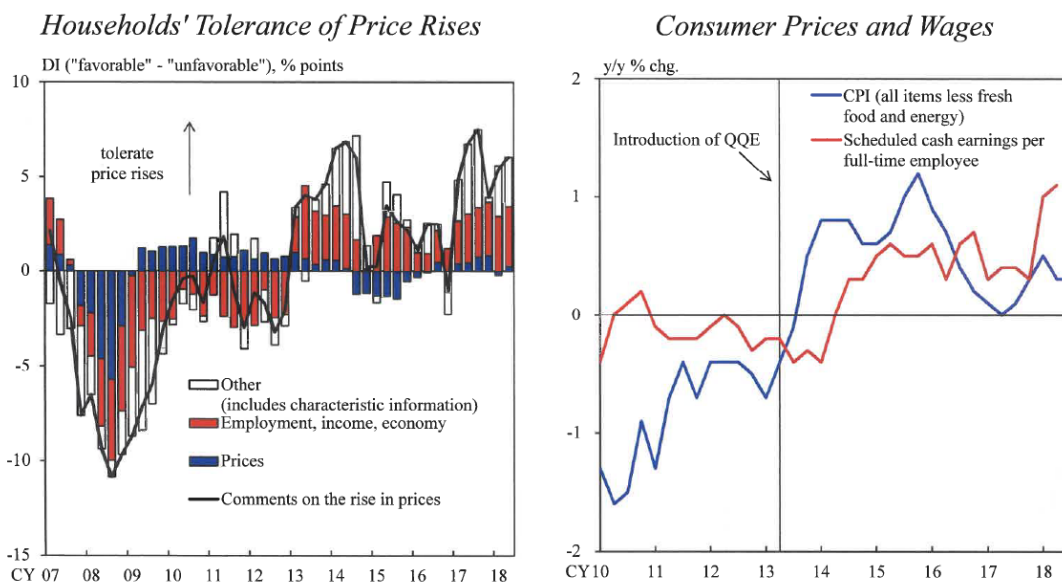 Households' Tolerance of Price Rises
DI ("favorable" - "unfavorable"), % points
10
5
0
-5
-10
-15
tolerate
price rises
Other
(includes characteristic information)
Employment, income, economy
Prices
Comments on the rise in prices
CY 07 08 09 10 11 12 13 14 15 16 17 18
Consumer Prices and Wages
y/y % chg.
2
1
0
-1
-2
CPI (all items less fresh
food and energy)
Scheduled cash earnings per
full-time employee
Introduction of QQE
CY 10 11 12 13 14 15 16 17 18